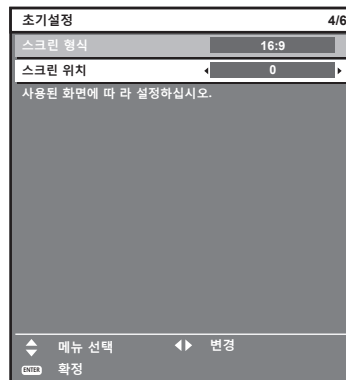 초기설정 4/6
스크린 형식 16:9
스크린 위치 0
사용된 화면에 따 라 설정하십시오.
메뉴 선택 변경
ENTER 확정